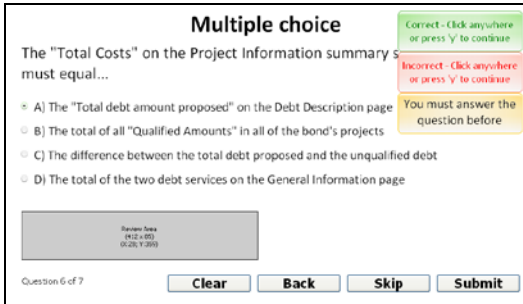 Multiple choice
Correct - Click anywhere
or press 'y' to continue
The "Total Costs" on the Project Information summary s
must equal...
Incorrect - Click anywhere
or press 'y' to continue
You must answer the
question before
A) The "Total debt amount proposed" on the Debt Description page
B) The total of all "Qualified Amounts" in all of the bond's projects
C) The difference between the total debt proposed and the unqualified debt
D) The total of the two debt services on the General Information page
Review Area
Question 6 of 7
Clear
Back
Skip
Submit